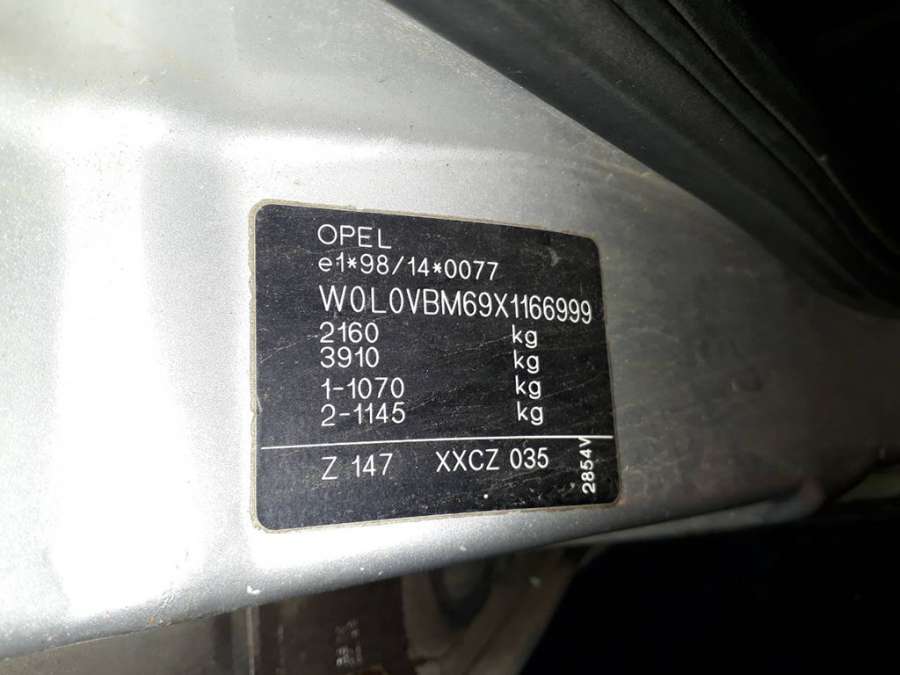 OPEL
e1*98/14*0077
W0L0VBM69X1166999
2160 kg
3910 kg
1-1070 kg
2-1145 kg
Z 147 XXCZ 035
2854V